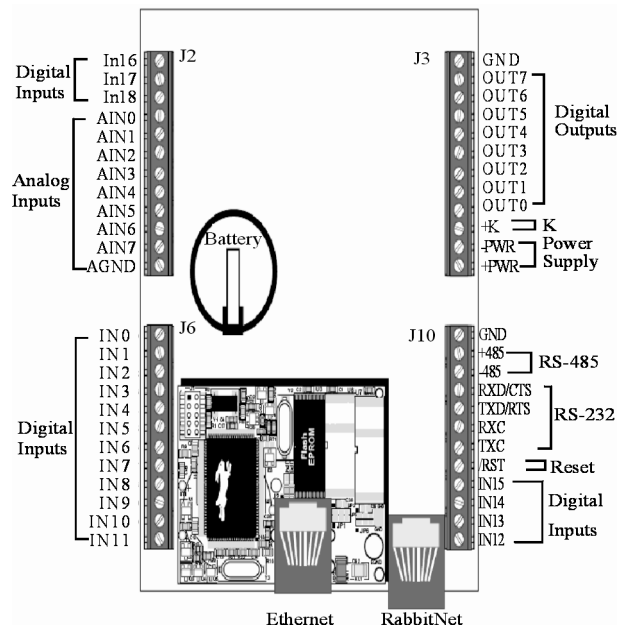 J2
In16
In17
In18
Digital
Inputs
AIN0
AIN1
AIN2
AIN3
AIN4
AIN5
AIN6
AIN7
AGND
Analog
Inputs
J3
GND
OUT7
OUT6
OUT5
OUT4
OUT3
OUT2
OUT1
OUT0
Digital
Outputs
+K
K
-PWR
+PWR
Power
Supply
Battery
J6
IN0
IN1
IN2
IN3
IN4
IN5
IN6
IN7
IN8
IN9
IN10
IN11
Digital
Inputs
J10
GND
+485
-485
RS-485
RXD/CTS
TXD/RTS
RXC
TXC
RS-232
/RST
Reset
IN15
IN14
IN13
IN12
Digital
Inputs
Flash
EPROM
Ethernet
RabbitNet